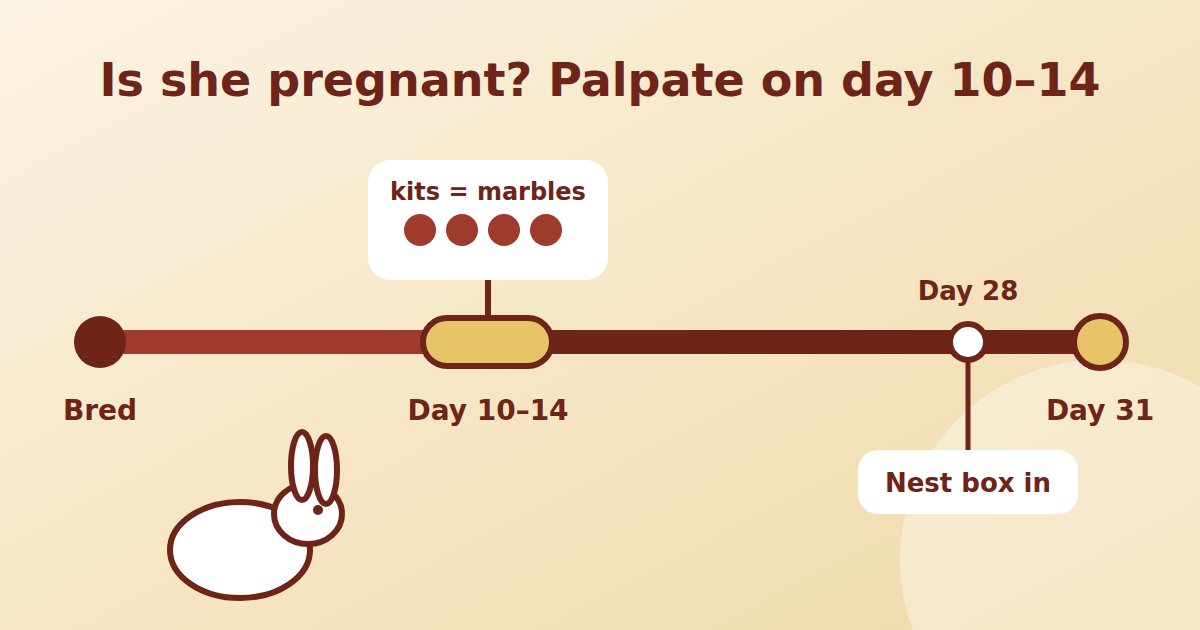 Is she pregnant? Palpate on day 10–14
kits = marbles
Day 28
Bred
Day 10–14
Day 31
Nest box in